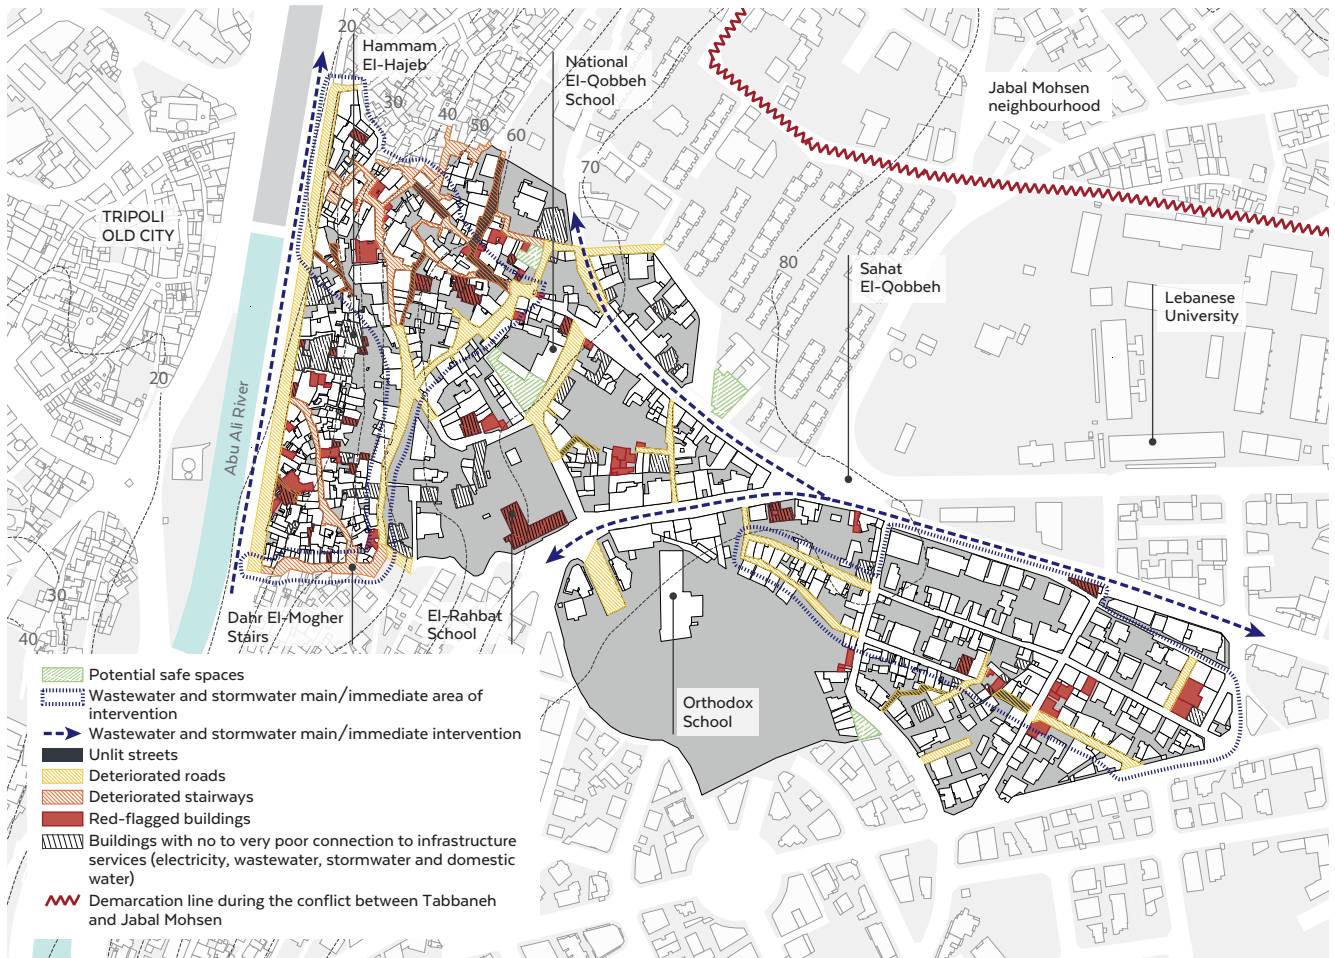 20
Hammam
El-Hajeb
National
El-Qobbeh
School
Jabal Mohsen
neighbourhood
30
40
50
60
70
TRIPOLI
OLD CITY
80
Sahat
El-Qobbeh
Lebanese
University
20
Abu Ali River
30
40
Dahr El-Mogher
Stairs
El-Rahbat
School
Orthodox
School
Potential safe spaces
Wastewater and stormwater main/immediate area of
intervention
Wastewater and stormwater main/immediate intervention
Unlit streets
Deteriorated roads
Deteriorated stairways
Red-flagged buildings
Buildings with no to very poor connection to infrastructure
services (electricity, wastewater, stormwater and domestic
water)
Demarcation line during the conflict between Tabbaneh
and Jabal Mohsen